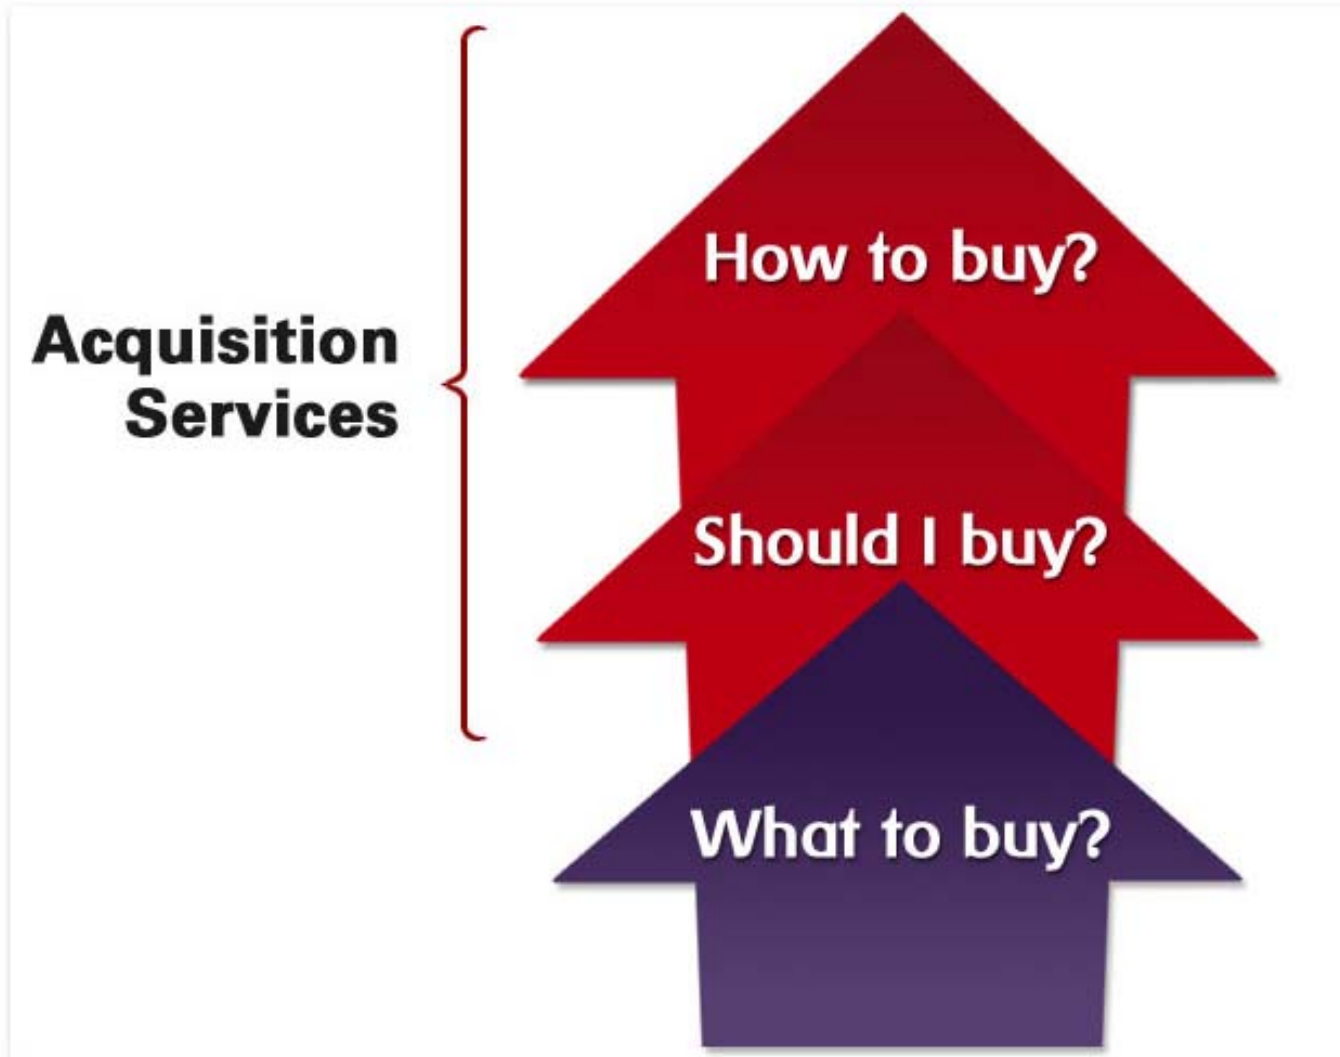 Acquisition
Services
How to buy?
Should I buy?
What to buy?